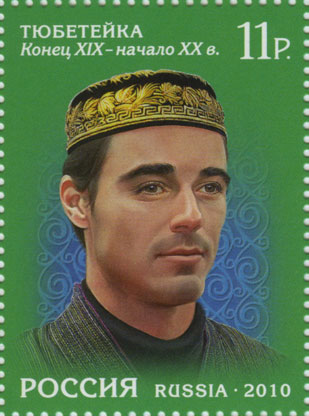 ТЮБЕТЕЙКА 11Р.
Конец XIX – начало XX в.
РОССИЯ RUSSIA · 2010